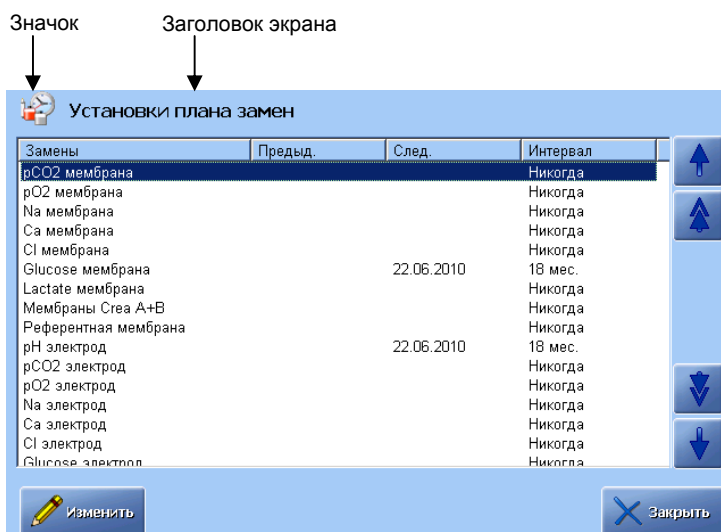 Значок Заголовок экрана
Установки плана замен
Замены Предыд. След. Интервал
pCO2 мембрана Никогда
pO2 мембрана Никогда
Na мембрана Никогда
Ca мембрана Никогда
Cl мембрана Никогда
Glucose мембрана 22.06.2010 18 мес.
Lactate мембрана Никогда
Мембраны Crea A+B Никогда
Референтная мембрана Никогда
pH электрод 22.06.2010 18 мес.
pCO2 электрод Никогда
pO2 электрод Никогда
Na электрод Никогда
Ca электрод Никогда
Cl электрод Никогда
Glucose электрод Никогда
Изменить Закрыть